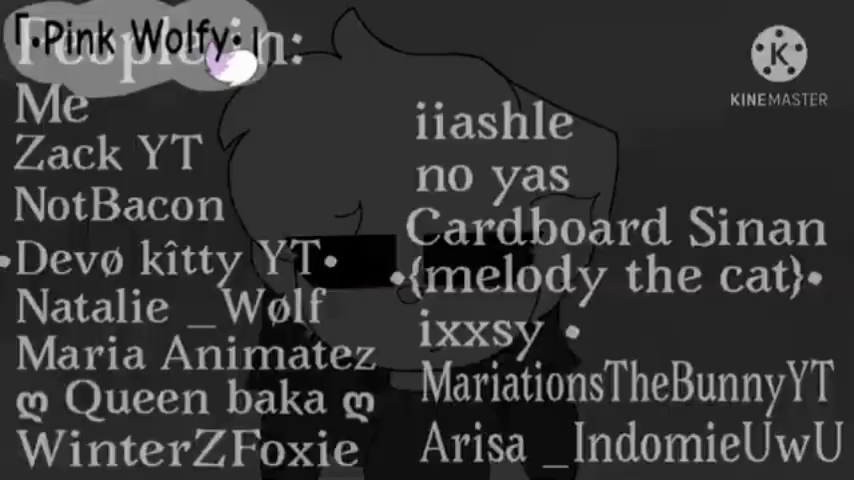 「•Pink Wolfy• |
People in:
Me
Zack YT
NotBacon
•Devø kîtty YT•
Natalie _Wølf
Maria Animatez
ღ Queen baka ღ
WinterZFoxie
iiashle
no yas
Cardboard Sinan
•{melody the cat}•
ixxsy •
MariationsTheBunnyYT
Arisa _IndomieUwU
KINEMASTER